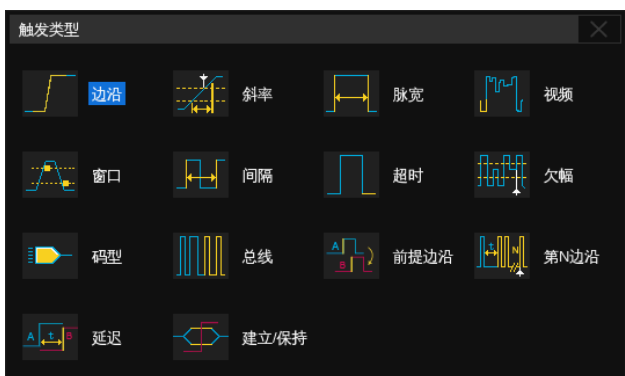 触发类型
边沿 斜率 脉宽 视频
窗口 间隔 超时 欠幅
码型 总线 A B 前提边沿 t N 第N边沿
A t B 延迟 建立/保持